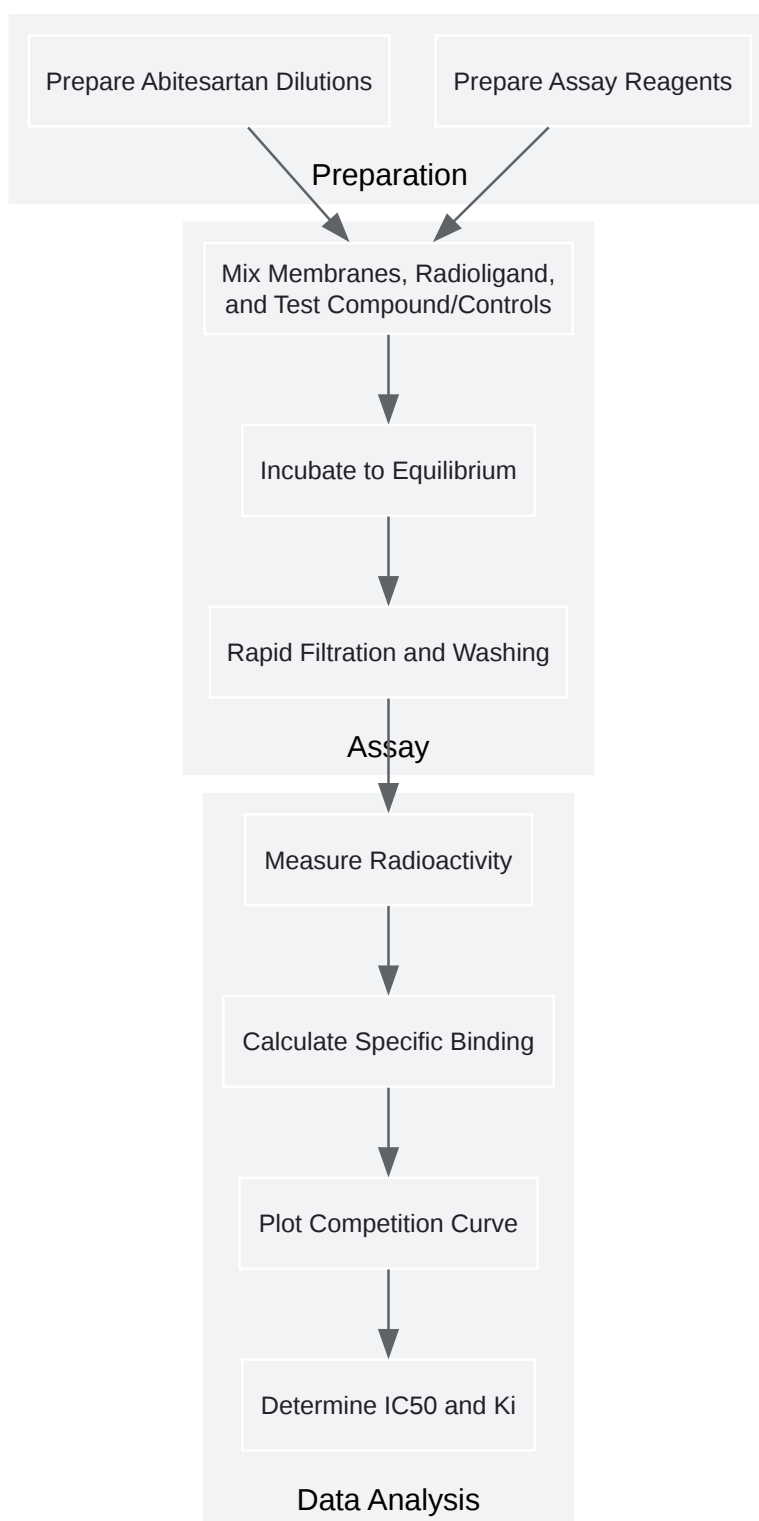 Prepare Abitesartan Dilutions
Prepare Assay Reagents
Preparation
Mix Membranes, Radioligand,
and Test Compound/Controls
Incubate to Equilibrium
Rapid Filtration and Washing
Assay
Measure Radioactivity
Calculate Specific Binding
Plot Competition Curve
Determine IC50 and Ki
Data Analysis